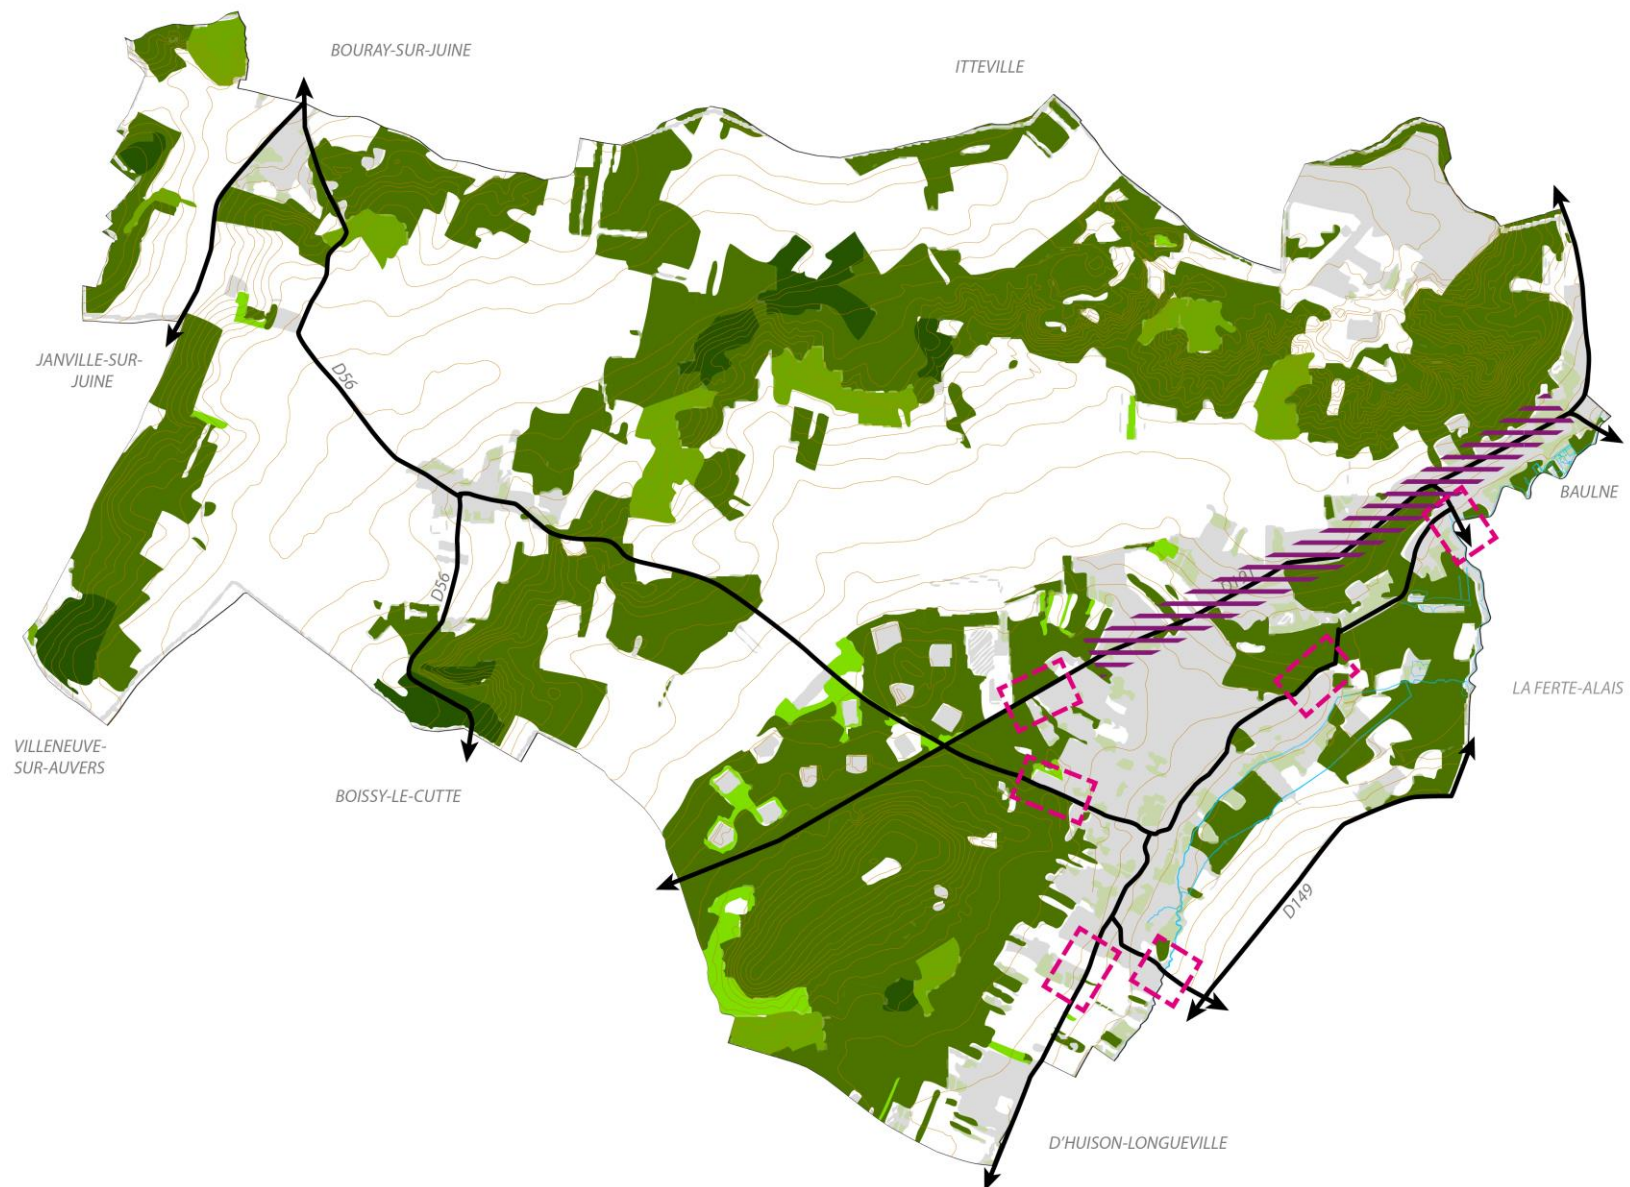 BOURAY-SUR-JUINE
ITTEVILLE
JANVILLE-SUR-
JUINE
D56
BAULNE
D56
LA FERTE-ALAIS
VILLENEUVE-
SUR-AUVERS
BOISSY-LE-CUTTE
D149
D'HUISON-LONGUEVILLE